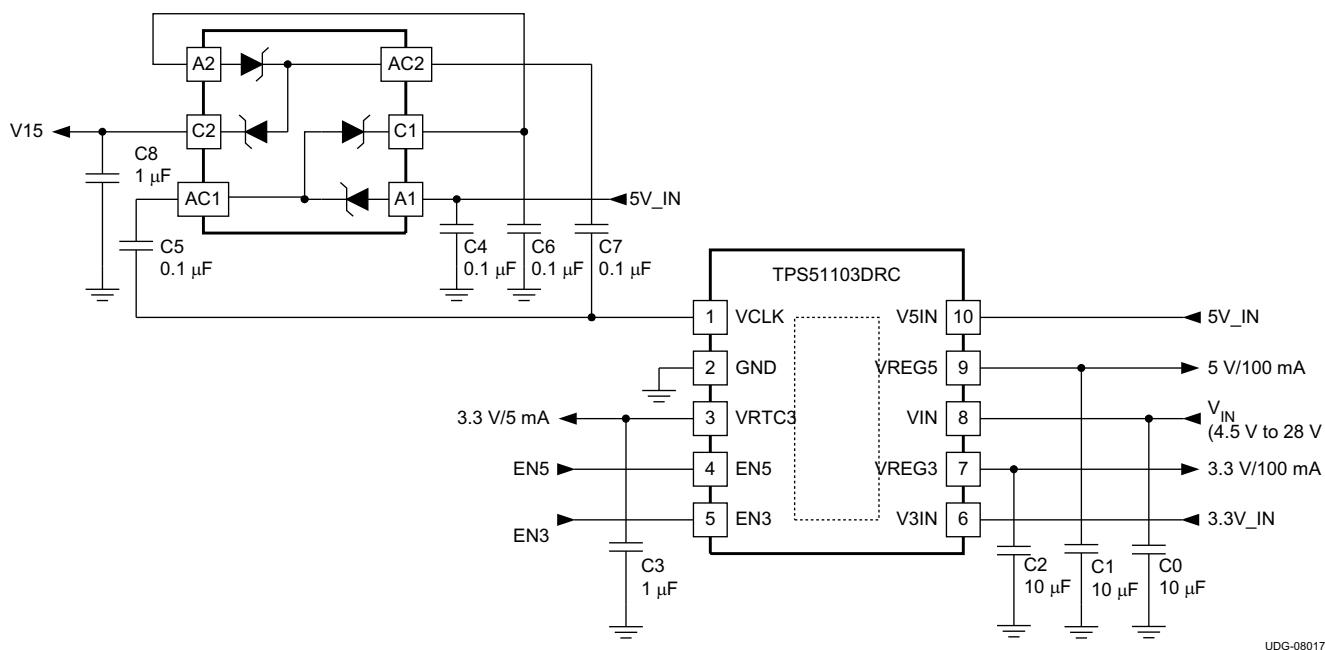 A2
AC2
V15
C2
C1
C8
1 μF
AC1
A1
5V_IN
C5
0.1 μF
C4
0.1 μF
C6
0.1 μF
C7
0.1 μF
TPS51103DRC
1 VCLK
V5IN 10
5V_IN
2 GND
VREG5 9
5 V/100 mA
3.3 V/5 mA
3 VRTC3
VIN 8
VIN
(4.5 V to 28 V
EN5
4 EN5
VREG3 7
3.3 V/100 mA
EN3
5 EN3
V3IN 6
3.3V_IN
C3
1 μF
C2
10 μF
C1
10 μF
C0
10 μF
UDG-08017